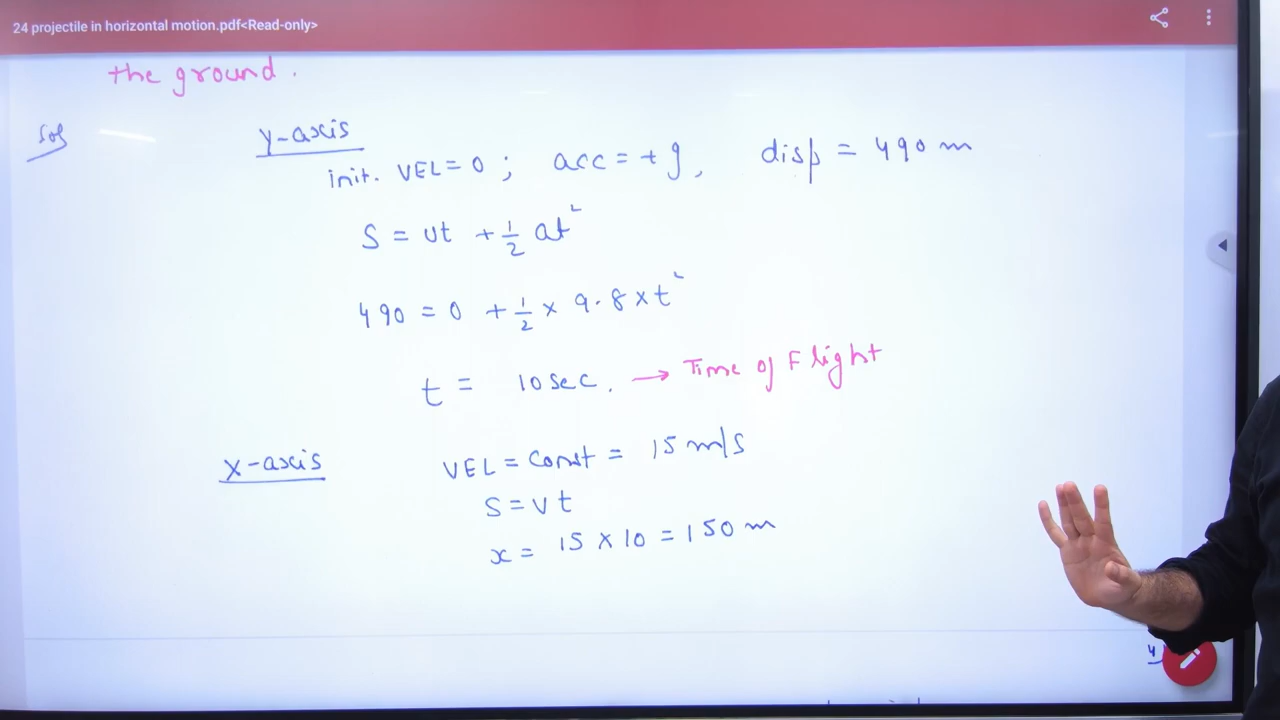 24 projectile in horizontal motion.pdf<Read-only>
the ground.
Sol
y-axis
init. VEL = 0 ; acc = +g, disp = 490 m
S = ut + 1/2 at²
490 = 0 + 1/2 × 9.8 × t²
t = 10 sec. → Time of Flight
x-axis VEL = Const = 15 m/s
S = vt
x = 15 × 10 = 150 m
4)